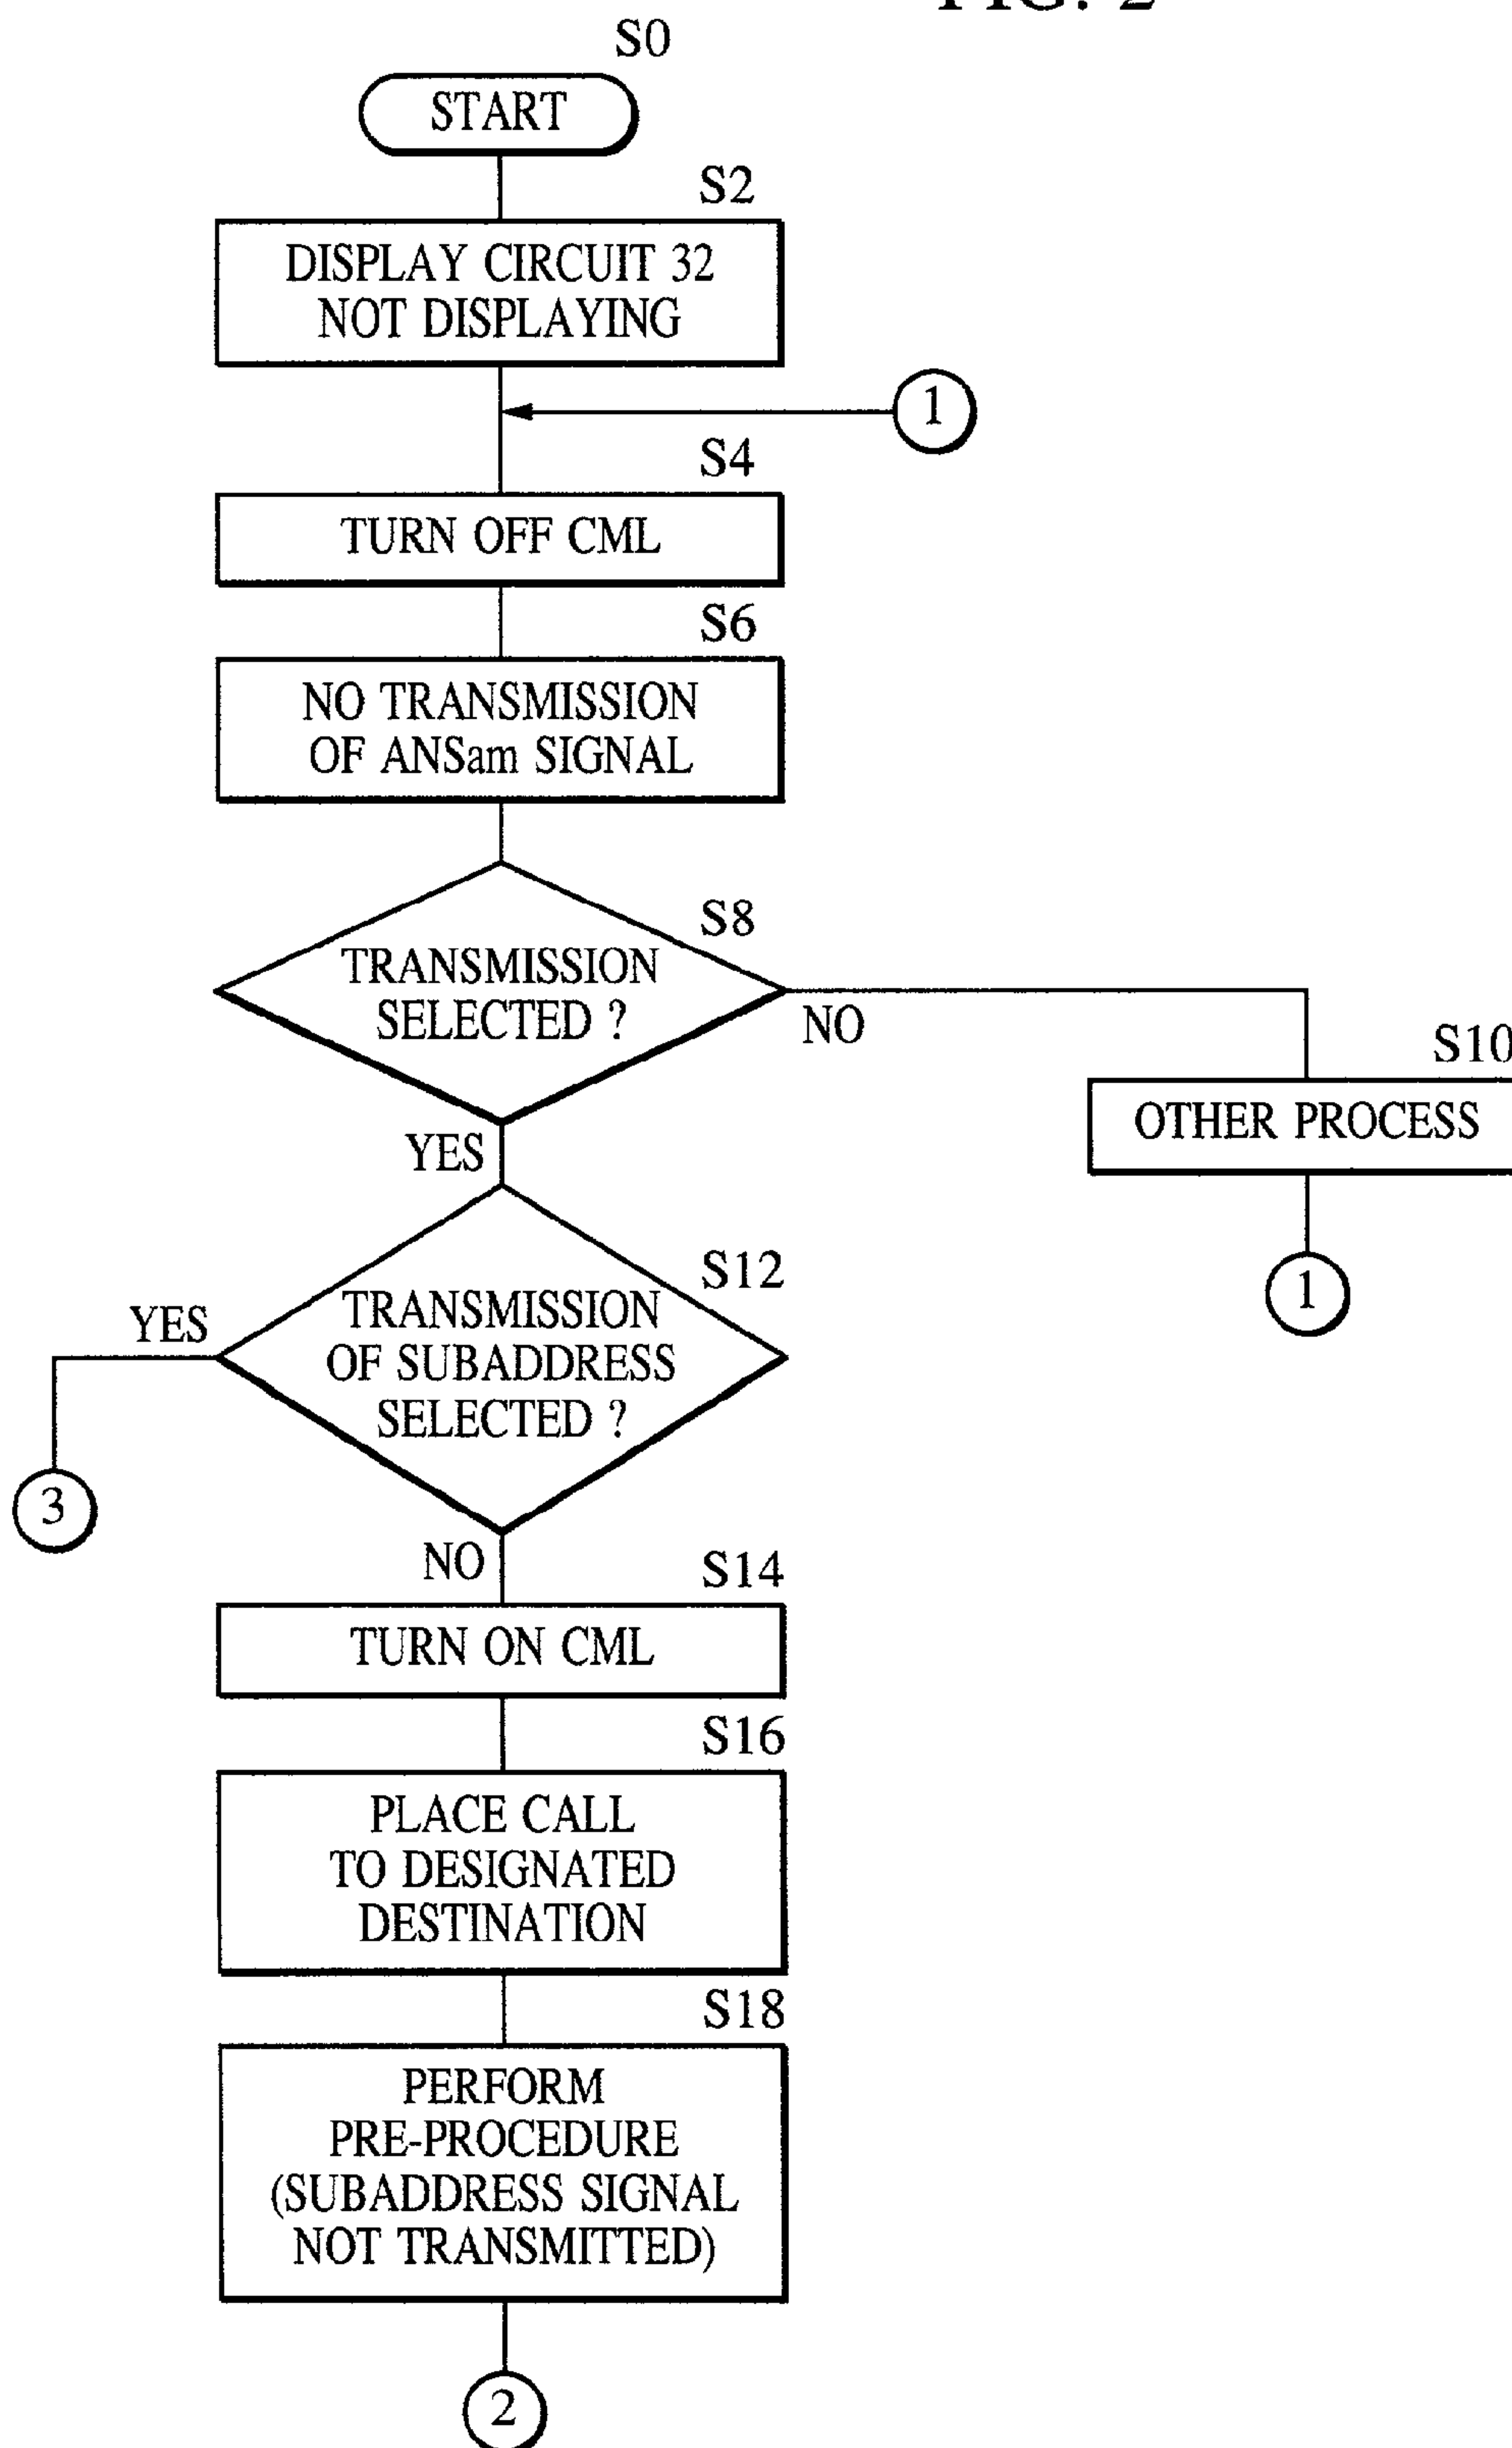 FIG. 2
S0
START
S2
DISPLAY CIRCUIT 32
NOT DISPLAYING
1
S4
TURN OFF CML
S6
NO TRANSMISSION
OF ANSam SIGNAL
S8
TRANSMISSION
SELECTED ?
NO
S10
OTHER PROCESS
1
YES
S12
TRANSMISSION
OF SUBADDRESS
SELECTED ?
YES
3
NO
S14
TURN ON CML
S16
PLACE CALL
TO DESIGNATED
DESTINATION
S18
PERFORM
PRE-PROCEDURE
(SUBADDRESS SIGNAL
NOT TRANSMITTED)
2